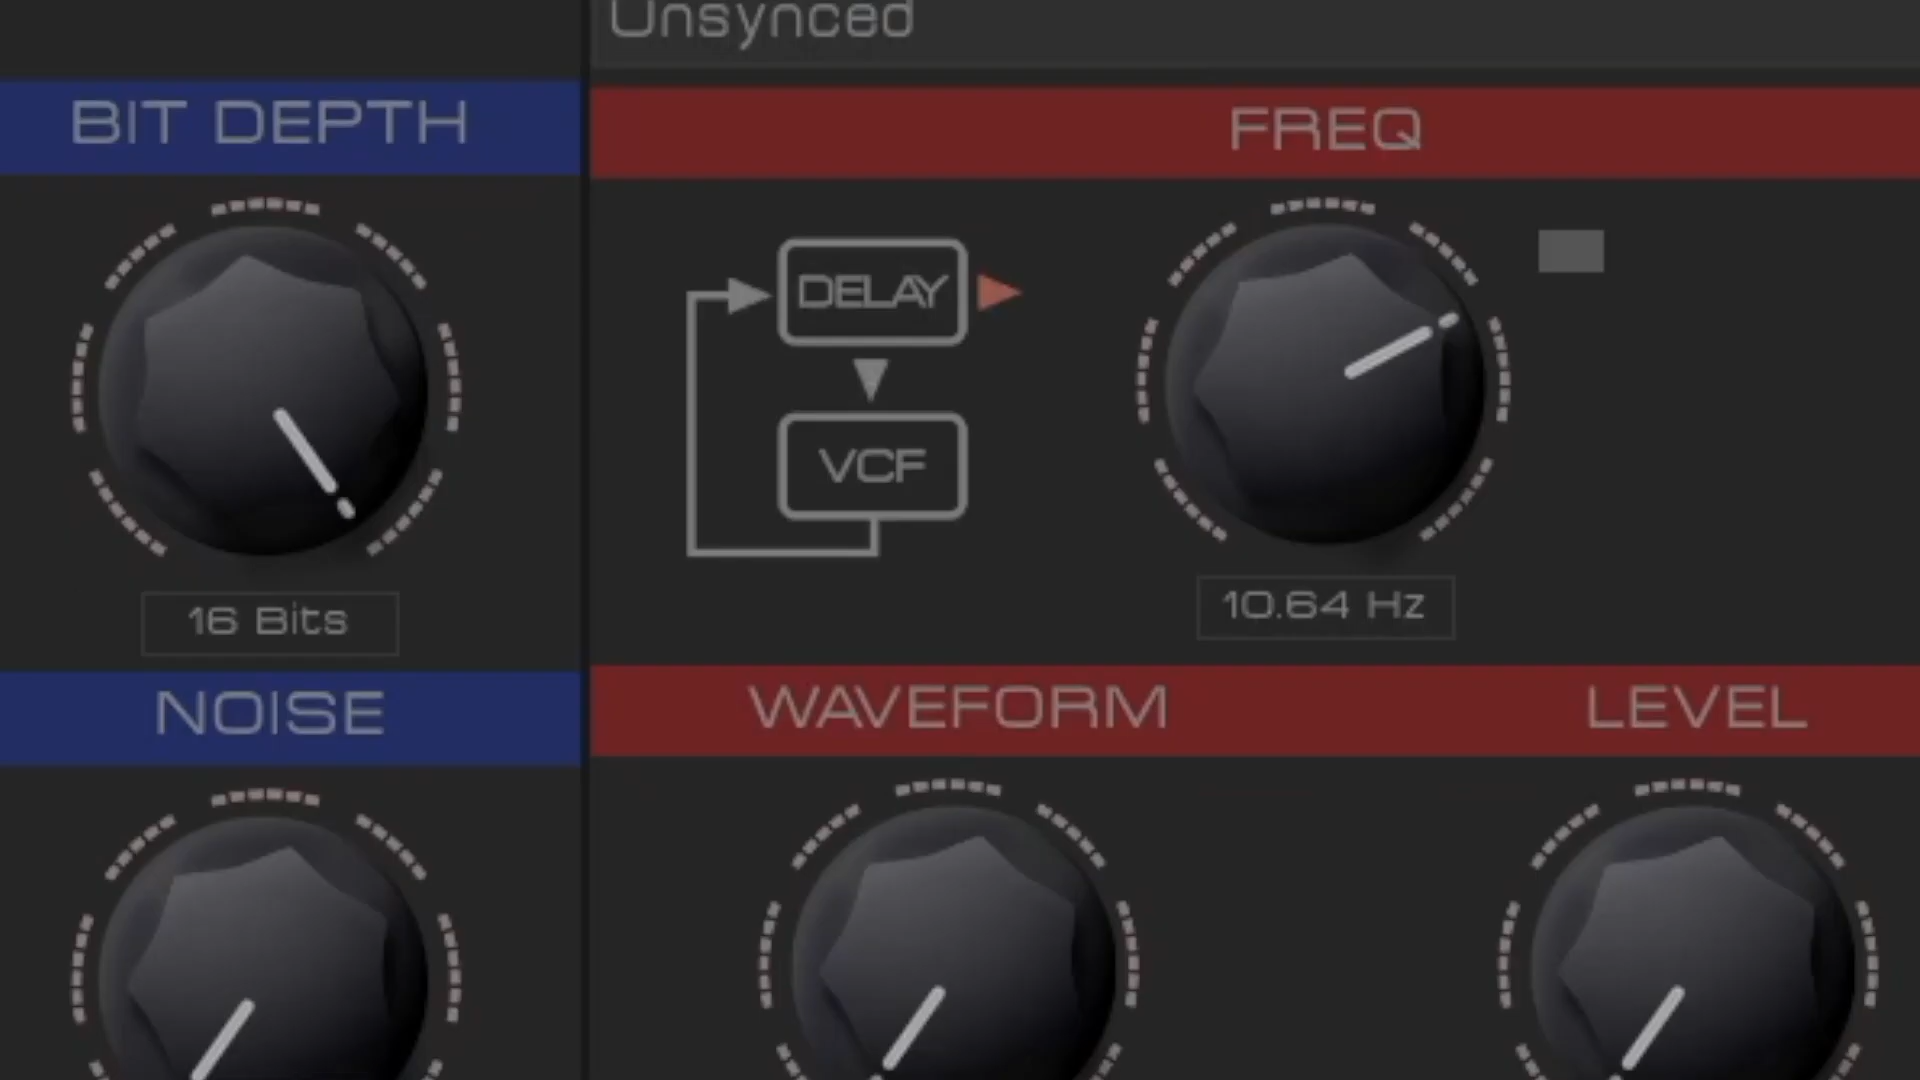 Unsynced
BIT DEPTH
FREQ
DELAY
VCF
16 Bits
10.64 Hz
NOISE
WAVEFORM
LEVEL